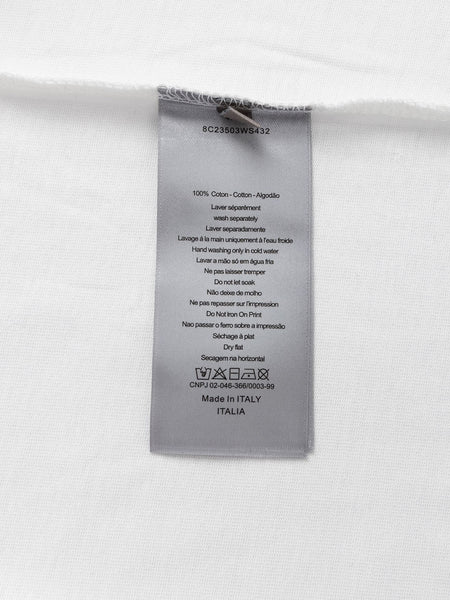 8C23503WS432
100% Coton - Cotton - Algodão
Laver séparément
wash separately
Laver separadamente
Lavage à la main uniquement à l'eau froide
Hand washing only in cold water
Lavar a mão só em água fria
Ne pas laisser tremper
Do not let soak
Não deixe de molho
Ne pas repasser sur l'impression
Do Not Iron On Print
Nao passar o ferro sobre a impressão
Séchage à plat
Dry flat
Secagem na horizontal
CNPJ 02-046-366/0003-99
Made In ITALY
ITALIA